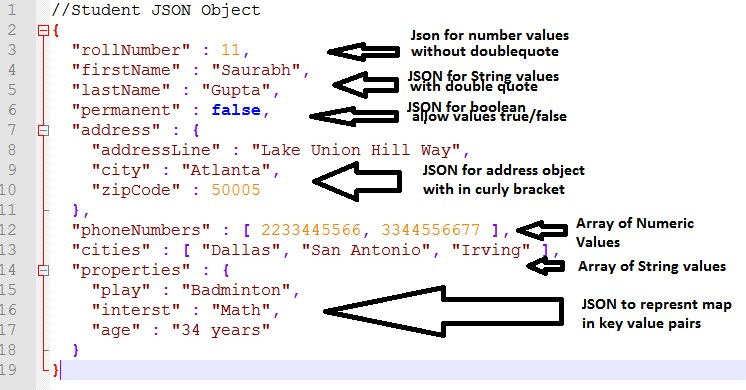 1 //Student JSON Object
2 {
Json for number values
3 "rollNumber" : 11, without doublequote
4 "firstName" : "Saurabh", JSON for String values
5 "lastName" : "Gupta", with double quote
6 "permanent" : false, JSON for boolean
allow values true/false
7 "address" : {
8 "addressLine" : "Lake Union Hill Way",
9 "city" : "Atlanta", JSON for address object
10 "zipCode" : 50005 with in curly bracket
11 },
12 "phoneNumbers" : [ 2233445566, 3344556677 ], Array of Numeric
Values
13 "cities" : [ "Dallas", "San Antonio", "Irving" ],
14 "properties" : { Array of String values
15 "play" : "Badminton",
16 "interst" : "Math", JSON to represnt map
17 "age" : "34 years" in key value pairs
18 }
19 }